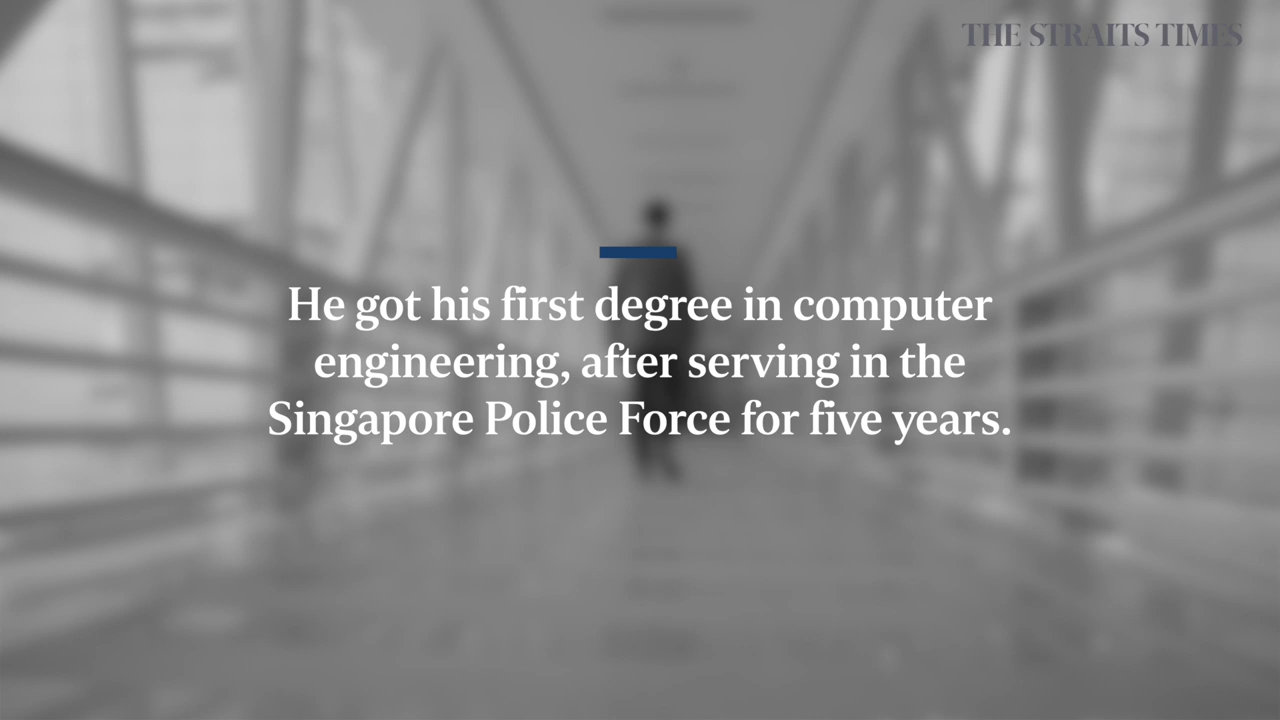 THE STRAITS TIMES
He got his first degree in computer
engineering, after serving in the
Singapore Police Force for five years.